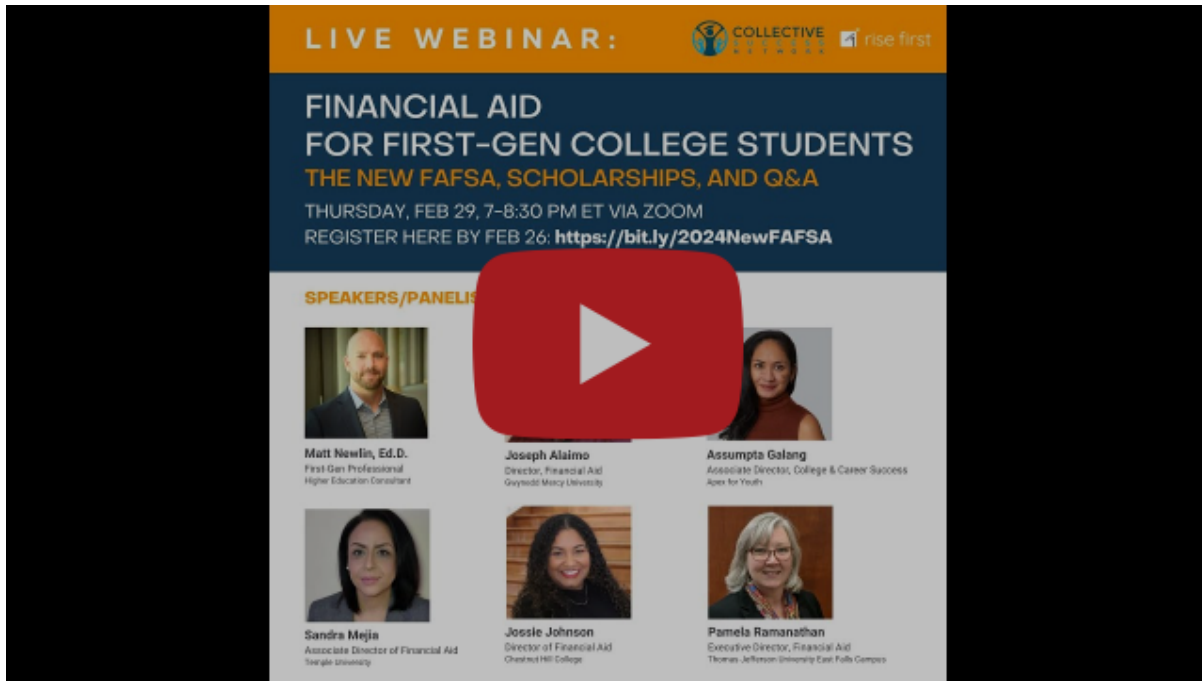 LIVE WEBINAR:
COLLECTIVE
SUCCESS
NETWORK
rise first
FINANCIAL AID
FOR FIRST-GEN COLLEGE STUDENTS
THE NEW FAFSA, SCHOLARSHIPS, AND Q&A
THURSDAY, FEB 29, 7-8:30 PM ET VIA ZOOM
REGISTER HERE BY FEB 26: https://bit.ly/2024NewFAFSA
SPEAKERS/PANELIS
Matt Newlin, Ed.D.
First-Gen Professional
Higher Education Consultant
Joseph Alaimo
Director, Financial Aid
Gwynedd Mercy University
Assumpta Galang
Associate Director, College & Career Success
Apex for Youth
Sandra Mejia
Associate Director of Financial Aid
Temple University
Jossie Johnson
Director of Financial Aid
Chestnut Hill College
Pamela Ramanathan
Executive Director, Financial Aid
Thomas Jefferson University East Falls Campus